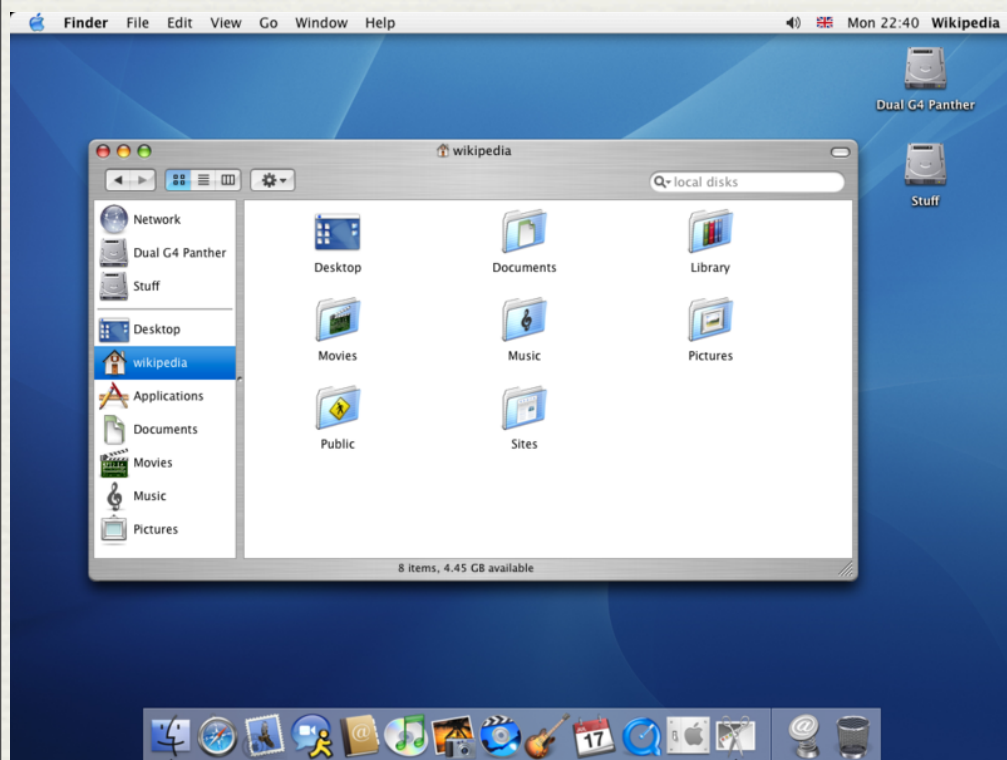 Finder File Edit View Go Window Help Mon 22:40 Wikipedia
Dual G4 Panther
Stuff
wikipedia
local disks
Network
Dual G4 Panther
Stuff
Desktop
wikipedia
Applications
Documents
Movies
Music
Pictures
Desktop Documents Library
Movies Music Pictures
Public Sites
8 items, 4.45 GB available
JUL
17